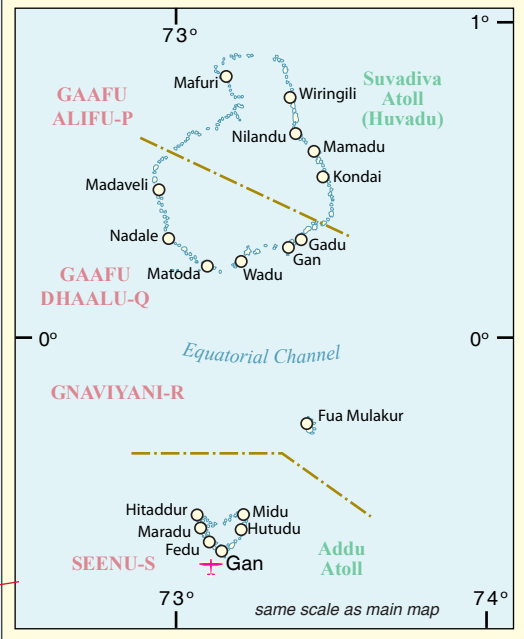 73°
1°
Mafuri
Wiringili
Suvadiva
Atoll
(Huvadu)
GAAFU
ALIFU-P
Nilandu
Mamadu
Kondai
Madaveli
Nadale
Gadu
Gan
Matoda
Wadu
GAAFU
DHAALU-Q
0°
0°
Equatorial Channel
GNAVIYANI-R
Fua Mulakur
Hitaddur
Midu
Maradu
Hutudu
Fedu
Gan
SEENU-S
Addu
Atoll
73°
same scale as main map
74°